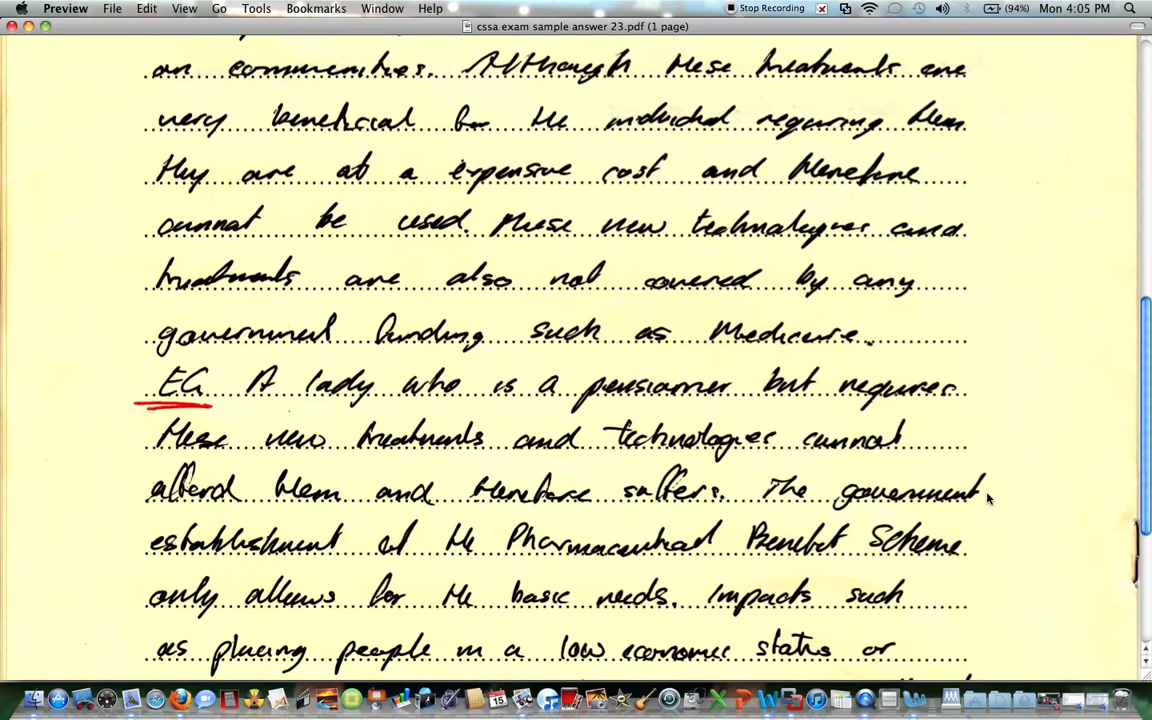 Preview File Edit View Go Tools Bookmarks Window Help Stop Recording (94%) Mon 4:05 PM
cssa exam sample answer 23.pdf (1 page)
on communities. Although these treatments are
very beneficial for the individual requiring them
they are at a expensive cost and therefore
cannot be used. These new technologies and
treatments are also not covered by any
government funding such as Medicare.
EG A lady who is a pensioner but requires
these new treatments and technologies cannot
afford them and therefore suffers. The government
establishment of the Pharmaceutical Benefit Scheme
only allows for the basic needs. Impacts such
as placing people in a low economic status or